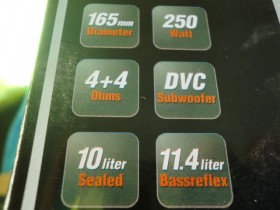 165mm
Diameter
250
Watt
4+4
Ohms
DVC
Subwoofer
10 liter
Sealed
11.4 liter
Bassreflex